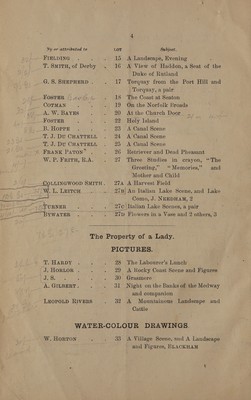 4
By or attributed to LOT Subject.
FIELDING . . 15 A Landscape, Evening
T. SMITH, of Derby . 16 A View of Haddon, a Seat of the
Duke of Rutland
G. S. SHEPHERD . . 17 Torquay from the Port Hill and
Torquay, a pair
FOSTER . . 18 The Coast at Seaton
COTMAN . . 19 On the Norfolk Broads
A. W. BAYES . . 20 At the Church Door
FOSTER . . 22 Holy Island
B. HOPPE . . 23 A Canal Scene
T. J. DU CHATTELL . 24 A Canal Scene
T. J. DU CHATTELL . 25 A Canal Scene
FRANK PATON . . 26 Retriever and Dead Pheasant
W. P. FRITH, R.A. . 27 Three Studies in crayon, "The
Greeting," "Memories," and
Mother and Child
COLLINGWOOD SMITH . 27A A Harvest Field
W. L. LEITCH . . 27B An Italian Lake Scene, and Lake
Como, J. NEEDHAM, 2
TURNER . . 27C Italian Lake Scenes, a pair
BYWATER . . 27D Flowers in a Vase and 2 others, 3
The Property of a Lady.
PICTURES.
T. HARDY . . 28 The Labourer's Lunch
J. HORLOR . . 29 A Rocky Coast Scene and Figures
J. S. . . 30 Grasmere
A. GILBERT . . 31 Night on the Banks of the Medway
and companion
LEOPOLD RIVERS . 32 A Mountainous Landscape and
Cattle
WATER-COLOUR DRAWINGS
W. HORTON . . 33 A Village Scene, and A Landscape
and Figures, BLACKHAM